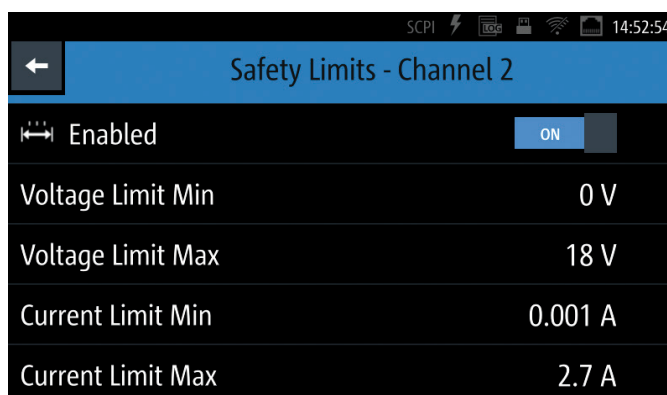 SCPI LOG 14:52:54
Safety Limits - Channel 2
Enabled ON
Voltage Limit Min 0 V
Voltage Limit Max 18 V
Current Limit Min 0.001 A
Current Limit Max 2.7 A